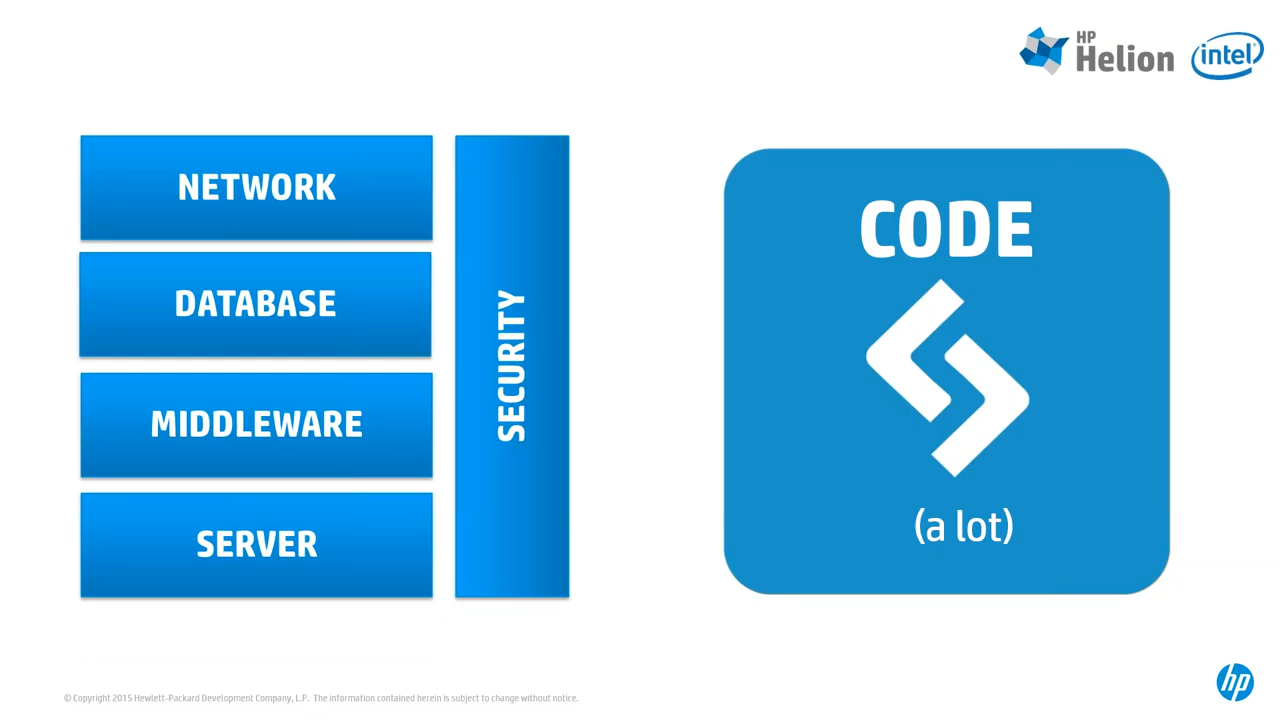 HP
Helion
intel
NETWORK
DATABASE
MIDDLEWARE
SERVER
SECURITY
CODE
(a lot)
© Copyright 2015 Hewlett-Packard Development Company, L.P. The information contained herein is subject to change without notice.
hp